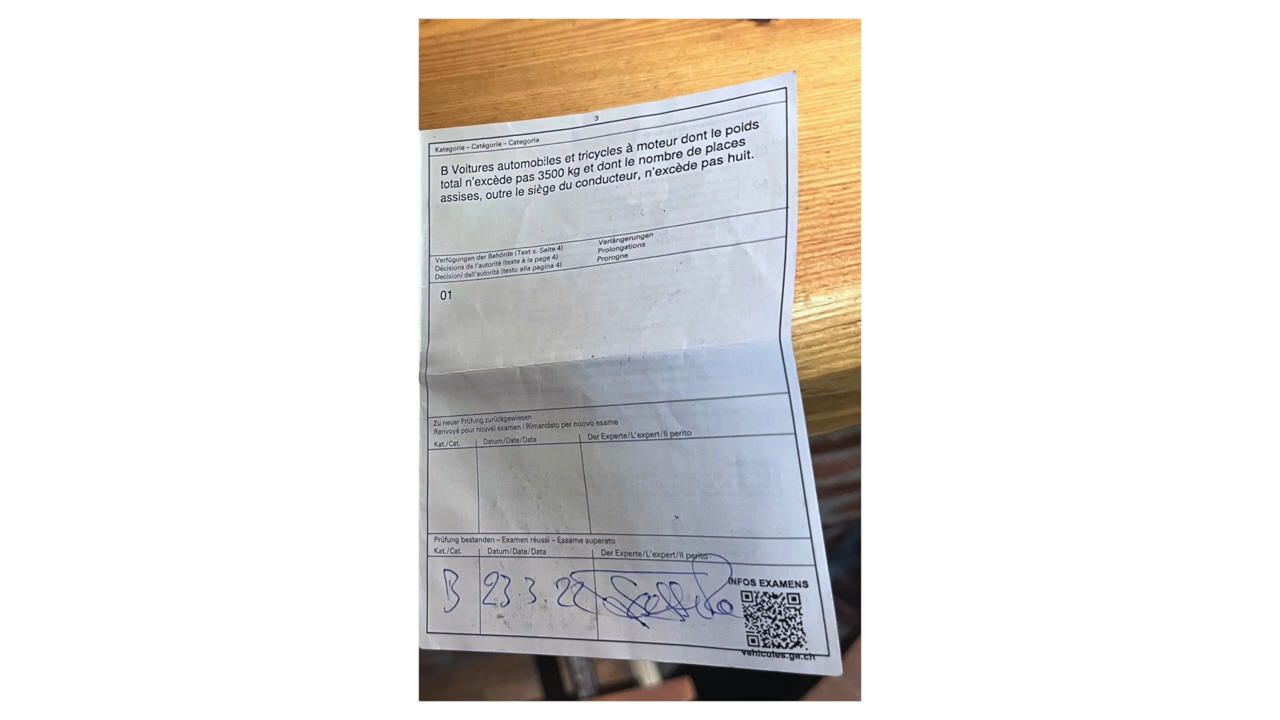 3
Kategorie – Catégorie – Categoria
B Voitures automobiles et tricycles à moteur dont le poids
total n'excède pas 3500 kg et dont le nombre de places
assises, outre le siège du conducteur, n'excède pas huit.
Verfügungen der Behörde (Text s. Seite 4)
Décisions de l'autorité (texte à la page 4)
Decisioni dell'autorità (testo alla pagina 4)
Verlängerungen
Prolongations
Prorogne
01
Zu neuer Prüfung zurückgewiesen
Renvoyé pour nouvel examen / Rimandato per nuovo esame
Kat./Cat. Datum/Date/Data Der Experte/L'expert/Il perito
Prüfung bestanden – Examen réussi – Essame superato
Kat./Cat. Datum/Date/Data Der Experte/L'expert/Il perito
B 23.3.22
INFOS EXAMENS
vehicules.ge.ch